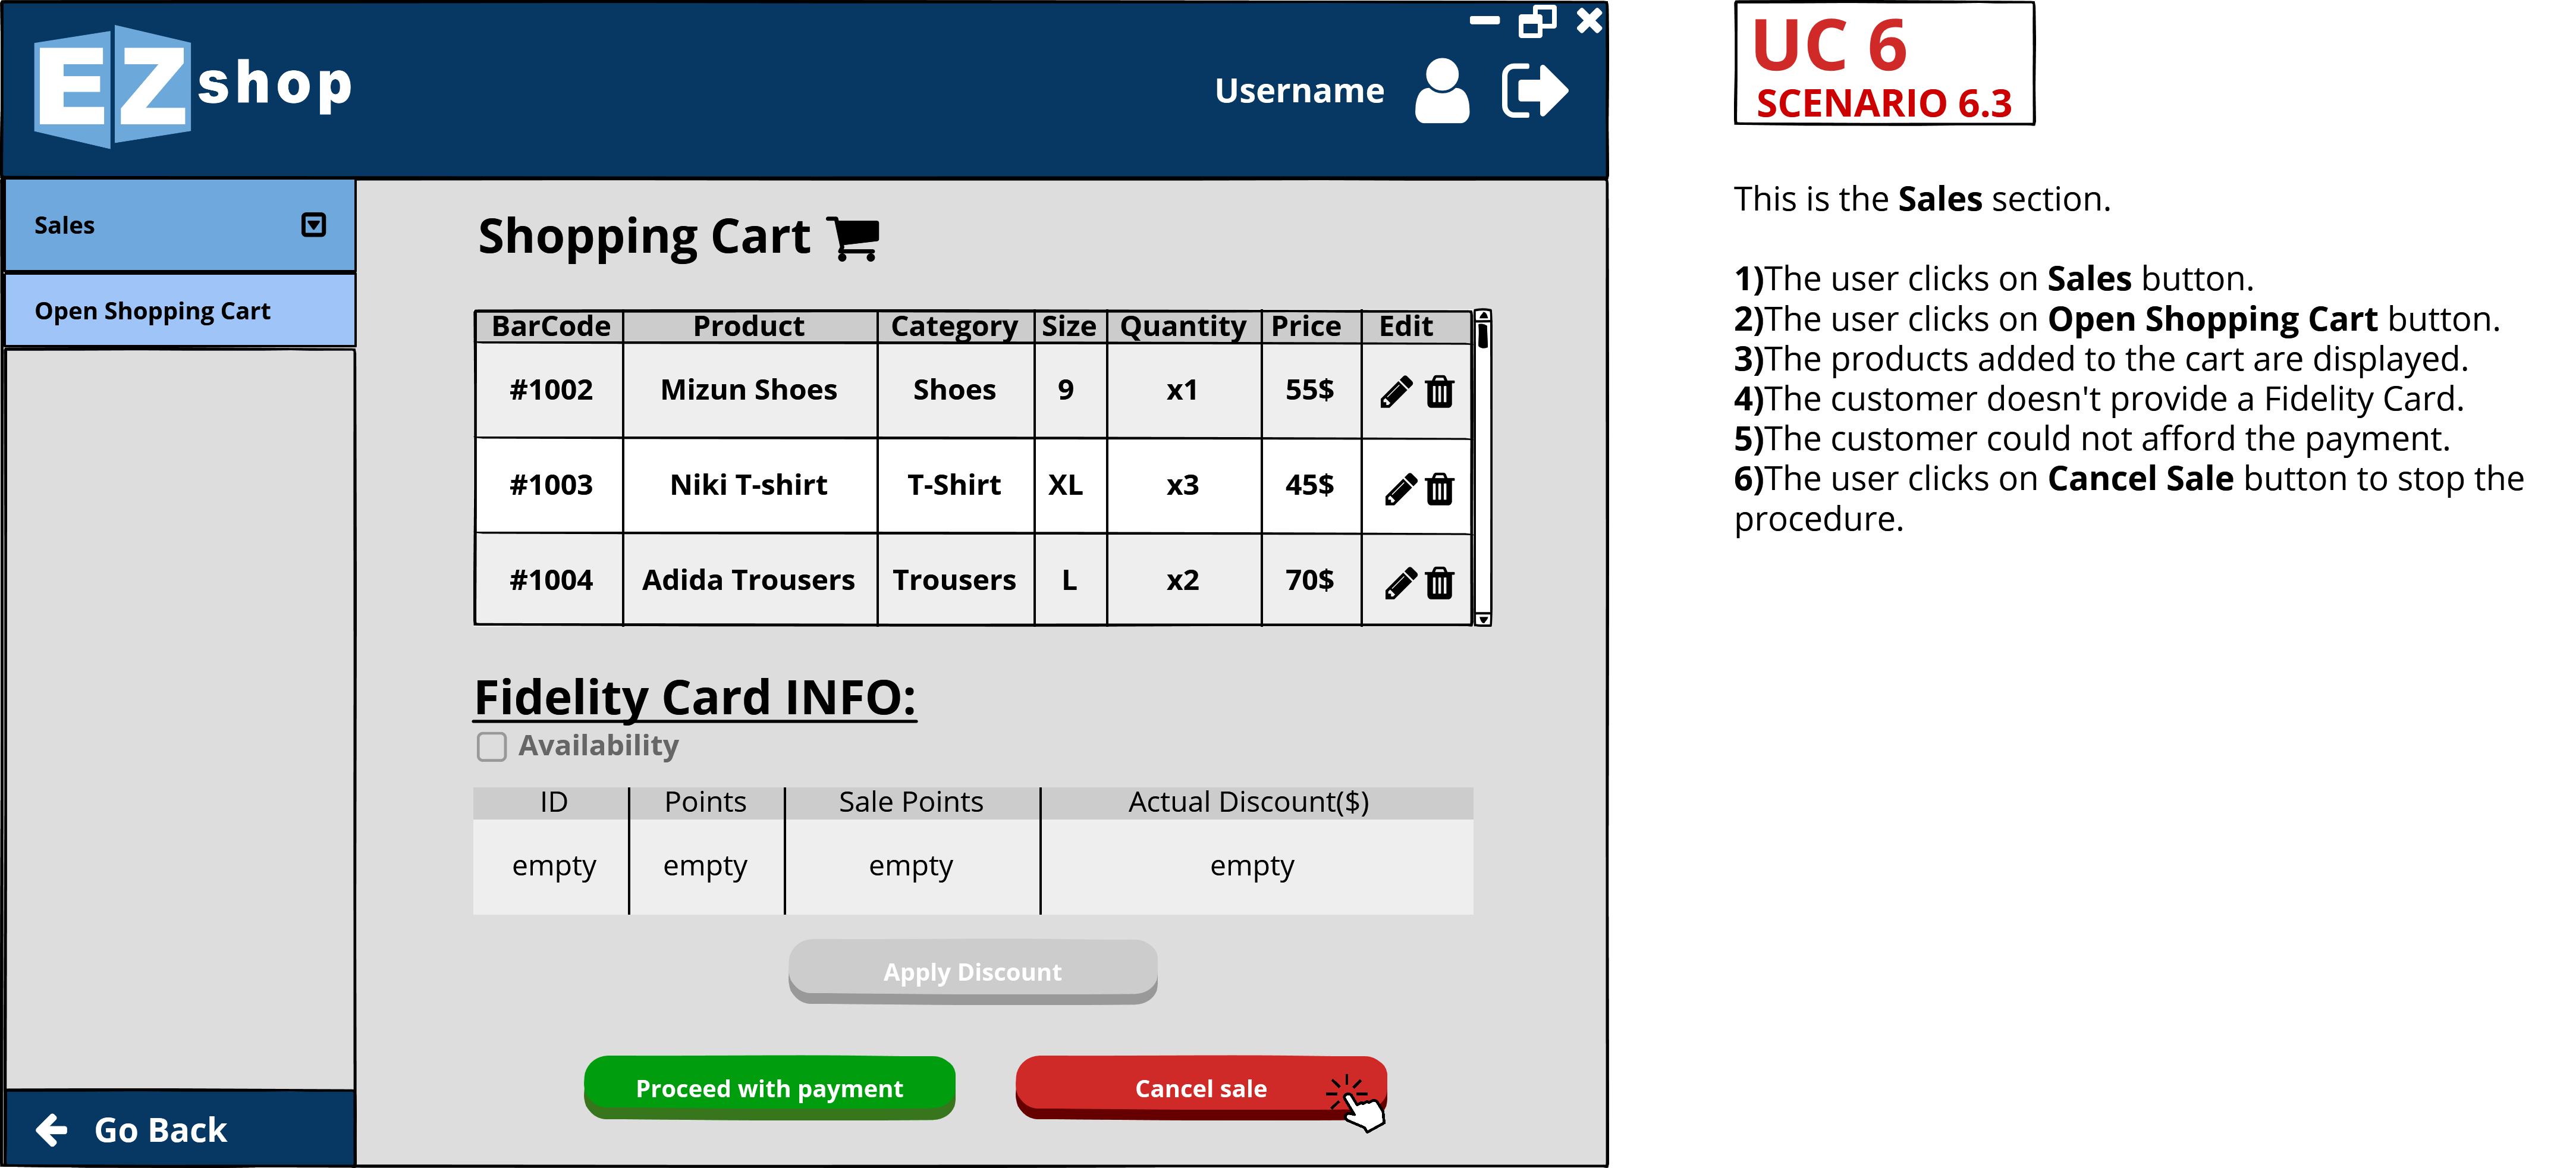 EZshop
Username
Sales
Open Shopping Cart
Go Back
Shopping Cart
BarCode Product Category Size Quantity Price Edit
#1002 Mizun Shoes Shoes 9 x1 55$
#1003 Niki T-shirt T-Shirt XL x3 45$
#1004 Adida Trousers Trousers L x2 70$
Fidelity Card INFO:
Availability
ID Points Sale Points Actual Discount($)
empty empty empty empty
Apply Discount
Proceed with payment Cancel sale
UC 6
SCENARIO 6.3
This is the Sales section.
1)The user clicks on Sales button.
2)The user clicks on Open Shopping Cart button.
3)The products added to the cart are displayed.
4)The customer doesn't provide a Fidelity Card.
5)The customer could not afford the payment.
6)The user clicks on Cancel Sale button to stop the
procedure.